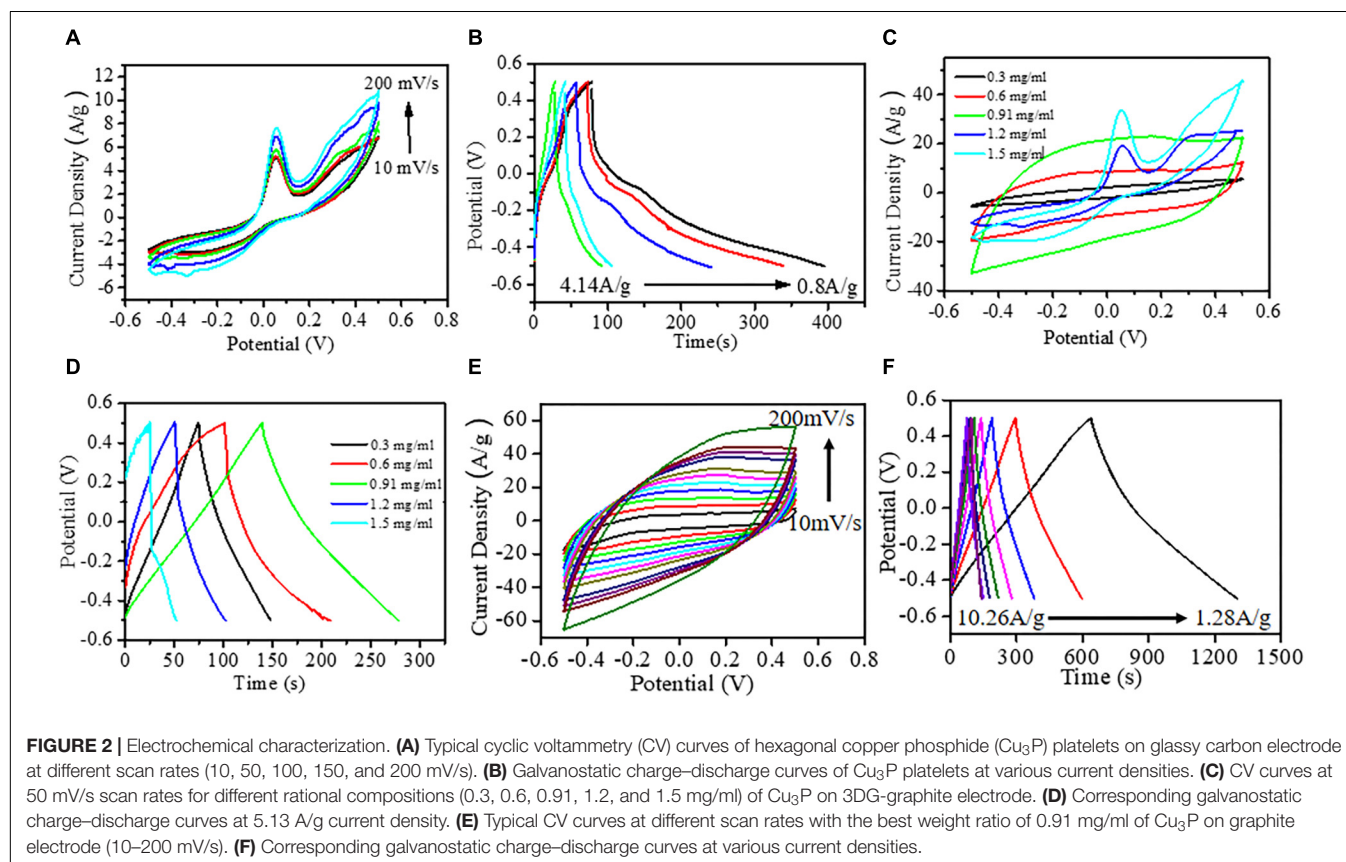 A
200 mV/s
10 mV/s
12
10
8
6
4
2
0
-2
-4
-6
Current Density (A/g)
-0.6 -0.4 -0.2 0.0 0.2 0.4 0.6 0.8
Potential (V)
B
0.6
0.4
0.2
0.0
-0.2
-0.4
-0.6
Potential (V)
4.14A/g
0.8A/g
0 100 200 300 400
Time(s)
C
0.3 mg/ml
0.6 mg/ml
0.91 mg/ml
1.2 mg/ml
1.5 mg/ml
40
20
0
-20
-40
Current Density (A/g)
-0.6 -0.4 -0.2 0.0 0.2 0.4 0.6
Potential (V)
D
0.6
0.4
0.2
0.0
-0.2
-0.4
-0.6
Potential (V)
0.3 mg/ml
0.6 mg/ml
0.91 mg/ml
1.2 mg/ml
1.5 mg/ml
0 50 100 150 200 250 300
Time (s)
E
200mV/s
10mV/s
60
40
20
0
-20
-40
-60
Current Density (A/g)
-0.6 -0.4 -0.2 0.0 0.2 0.4 0.6
Potential (V)
F
0.6
0.4
0.2
0.0
-0.2
-0.4
-0.6
Potential (V)
10.26A/g
1.28A/g
0 300 600 900 1200 1500
Time (s)
FIGURE 2 | Electrochemical characterization. (A) Typical cyclic voltammetry (CV) curves of hexagonal copper phosphide (Cu₃P) platelets on glassy carbon electrode
at different scan rates (10, 50, 100, 150, and 200 mV/s). (B) Galvanostatic charge–discharge curves of Cu₃P platelets at various current densities. (C) CV curves at
50 mV/s scan rates for different rational compositions (0.3, 0.6, 0.91, 1.2, and 1.5 mg/ml) of Cu₃P on 3DG-graphite electrode. (D) Corresponding galvanostatic
charge–discharge curves at 5.13 A/g current density. (E) Typical CV curves at different scan rates with the best weight ratio of 0.91 mg/ml of Cu₃P on graphite
electrode (10–200 mV/s). (F) Corresponding galvanostatic charge–discharge curves at various current densities.